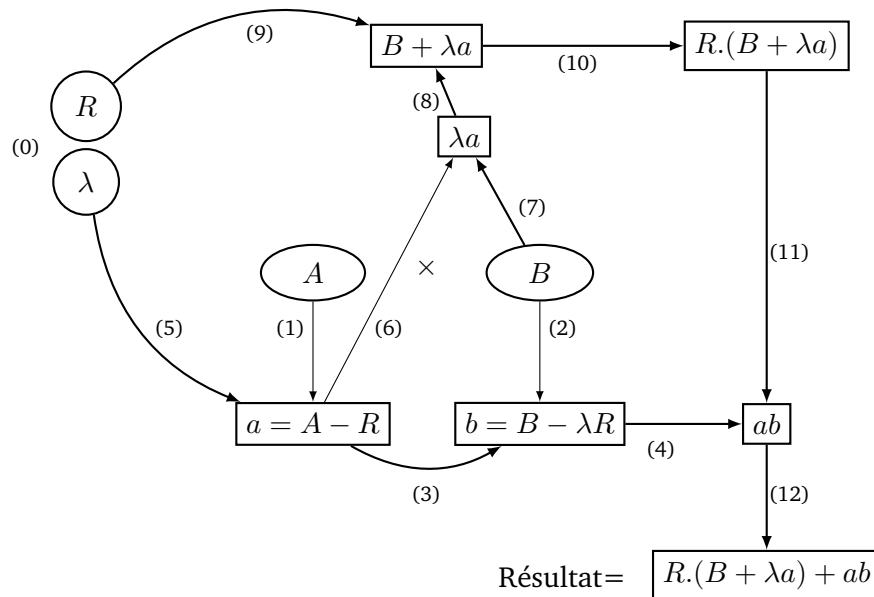 (9)
B + λa
(10)
R.(B + λa)
R
(8)
(0)
λa
λ
(7)
A
×
B
(11)
(5)
(1)
(6)
(2)
a = A − R
b = B − λR
(4)
ab
(3)
(12)
Résultat= R.(B + λa) + ab